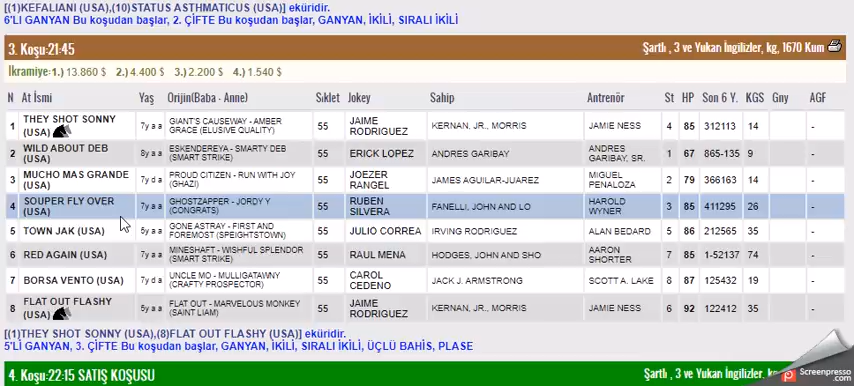 [(1)KEFALIANI (USA),(10)STATUS ASTHMATICUS (USA)] eküridir.
6'LI GANYAN Bu koşudan başlar, 2. ÇİFTE Bu koşudan başlar, GANYAN, İKİLİ, SIRALI İKİLİ
3. Koşu:21:45 Şartlı , 3 ve Yukarı İngilizler, kg, 1670 Kum
İkramiye: 1.) 13.860 $ 2.) 4.400 $ 3.) 2.200 $ 4.) 1.540 $
N At İsmi Yaş Orijin(Baba - Anne) Sıklet Jokey Sahip Antrenör St HP Son 6 Y. KGS Gny AGF
1 THEY SHOT SONNY (USA) 7y a a GIANT'S CAUSEWAY - AMBER GRACE (ELUSIVE QUALITY) 55 JAIME RODRIGUEZ KERNAN, JR., MORRIS JAMIE NESS 4 85 312113 14 -
2 WILD ABOUT DEB (USA) 8y a a ESKENDEREYA - SMARTY DEB (SMART STRIKE) 55 ERICK LOPEZ ANDRES GARIBAY ANDRES GARIBAY, SR. 1 67 865-135 9 -
3 MUCHO MAS GRANDE (USA) 7y d a PROUD CITIZEN - RUN WITH JOY (GHAZI) 55 JOEZER RANGEL JAMES AGUILAR-JUAREZ MIGUEL PENALOZA 2 79 366163 14 -
4 SOUPER FLY OVER (USA) 7y a a GHOSTZAPPER - JORDY Y (CONGRATS) 55 RUBEN SILVERA FANELLI, JOHN AND LO HAROLD WYNER 3 85 411295 26 -
5 TOWN JAK (USA) 5y a a GONE ASTRAY - FIRST AND FOREMOST (SPEIGHTSTOWN) 55 JULIO CORREA IRVING RODRIGUEZ ALAN BEDARD 5 86 212565 35 -
6 RED AGAIN (USA) 7y a a MINESHAFT - WISHFUL SPLENDOR (SMART STRIKE) 55 RAUL MENA HODGES, JOHN AND SHO AARON SHORTER 7 85 1-52137 74 -
7 BORSA VENTO (USA) 7y d a UNCLE MO - MULLIGATAWNY (CRAFTY PROSPECTOR) 55 CAROL CEDENO JACK J. ARMSTRONG SCOTT A. LAKE 8 87 125432 19 -
8 FLAT OUT FLASHY (USA) 5y a a FLAT OUT - MARVELOUS MONKEY (SAINT LIAM) 55 JAIME RODRIGUEZ KERNAN, JR., MORRIS JAMIE NESS 6 92 122412 35 -
[(1)THEY SHOT SONNY (USA),(8)FLAT OUT FLASHY (USA)] eküridir.
5'Lİ GANYAN, 3. ÇİFTE Bu koşudan başlar, GANYAN, İKİLİ, SIRALI İKİLİ, ÜÇLÜ BAHİS, PLASE
4. Koşu:22:15 SATIŞ KOŞUSU Şartlı , 3 ve Yukarı İngilizler, kg,
Screenpresso
.com